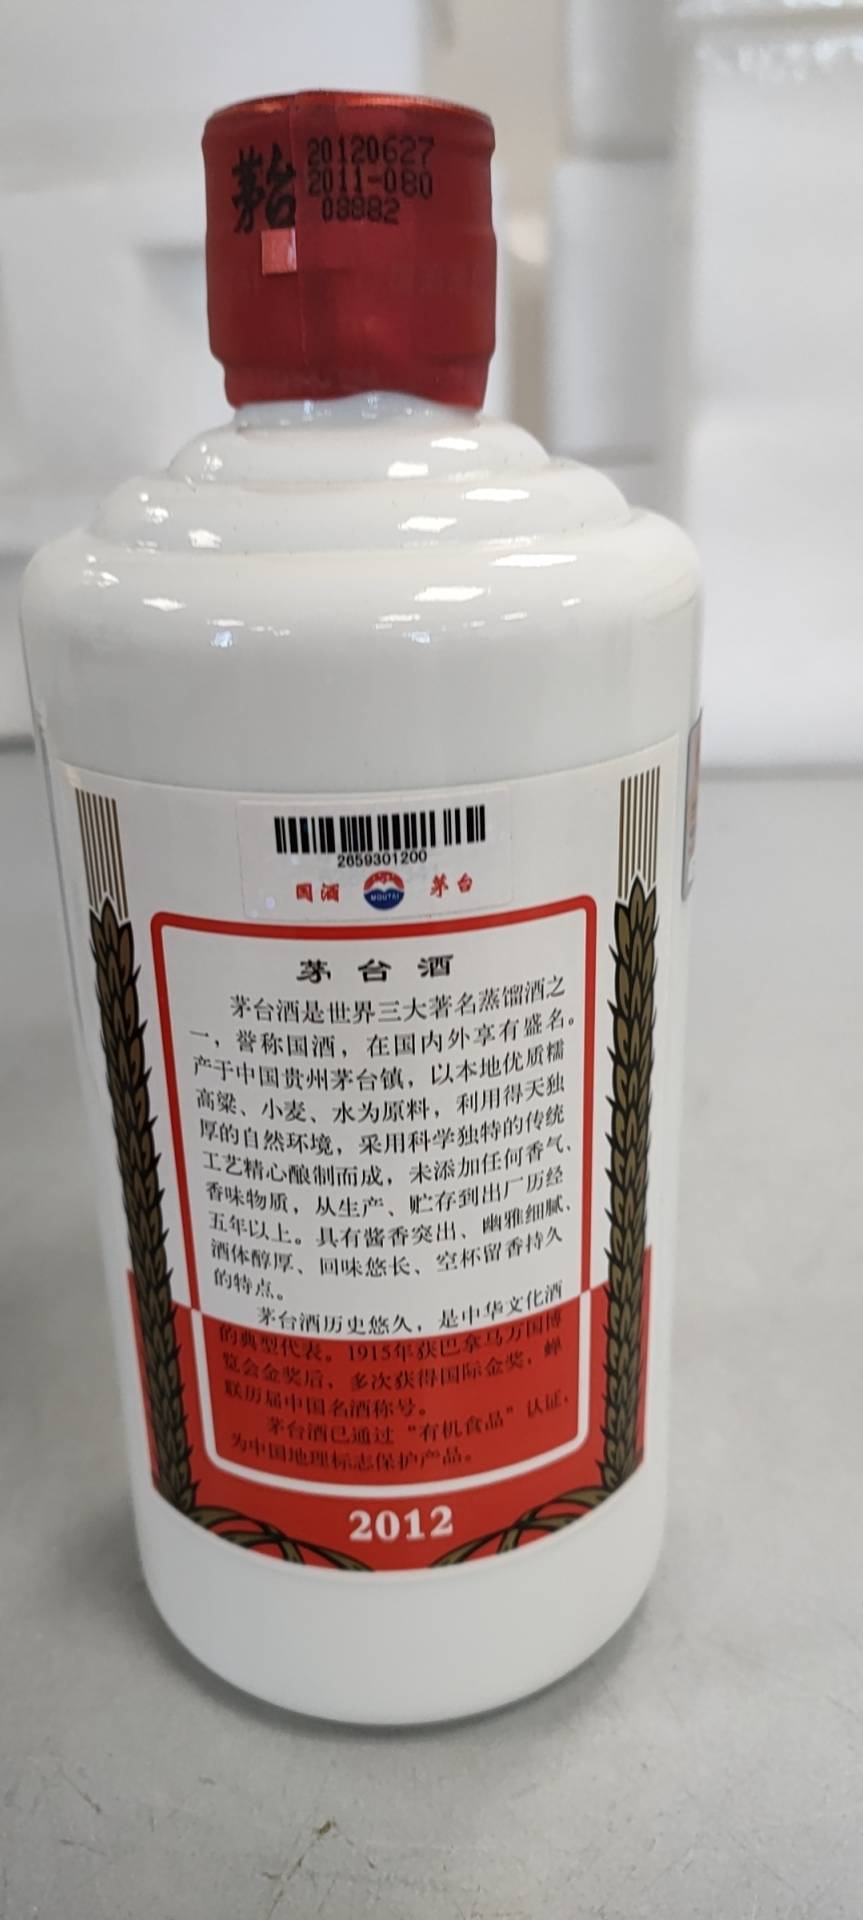 茅台
20120627
2011-080
08882
2659301200
国酒 MOUTAI 茅台
茅台酒
茅台酒是世界三大著名蒸馏酒之
一，誉称国酒，在国内外享有盛名。
产于中国贵州茅台镇，以本地优质糯
高粱、小麦、水为原料，利用得天独
厚的自然环境，采用科学独特的传统
工艺精心酿制而成，未添加任何香气、
香味物质，从生产、贮存到出厂历经
五年以上。具有酱香突出、幽雅细腻、
酒体醇厚、回味悠长、空杯留香持久
的特点。
茅台酒历史悠久，是中华文化酒
的典型代表。1915年获巴拿马万国博
览会金奖后，多次获得国际金奖，蝉
联历届中国名酒称号。
茅台酒已通过“有机食品”认证，
为中国地理标志保护产品。
2012